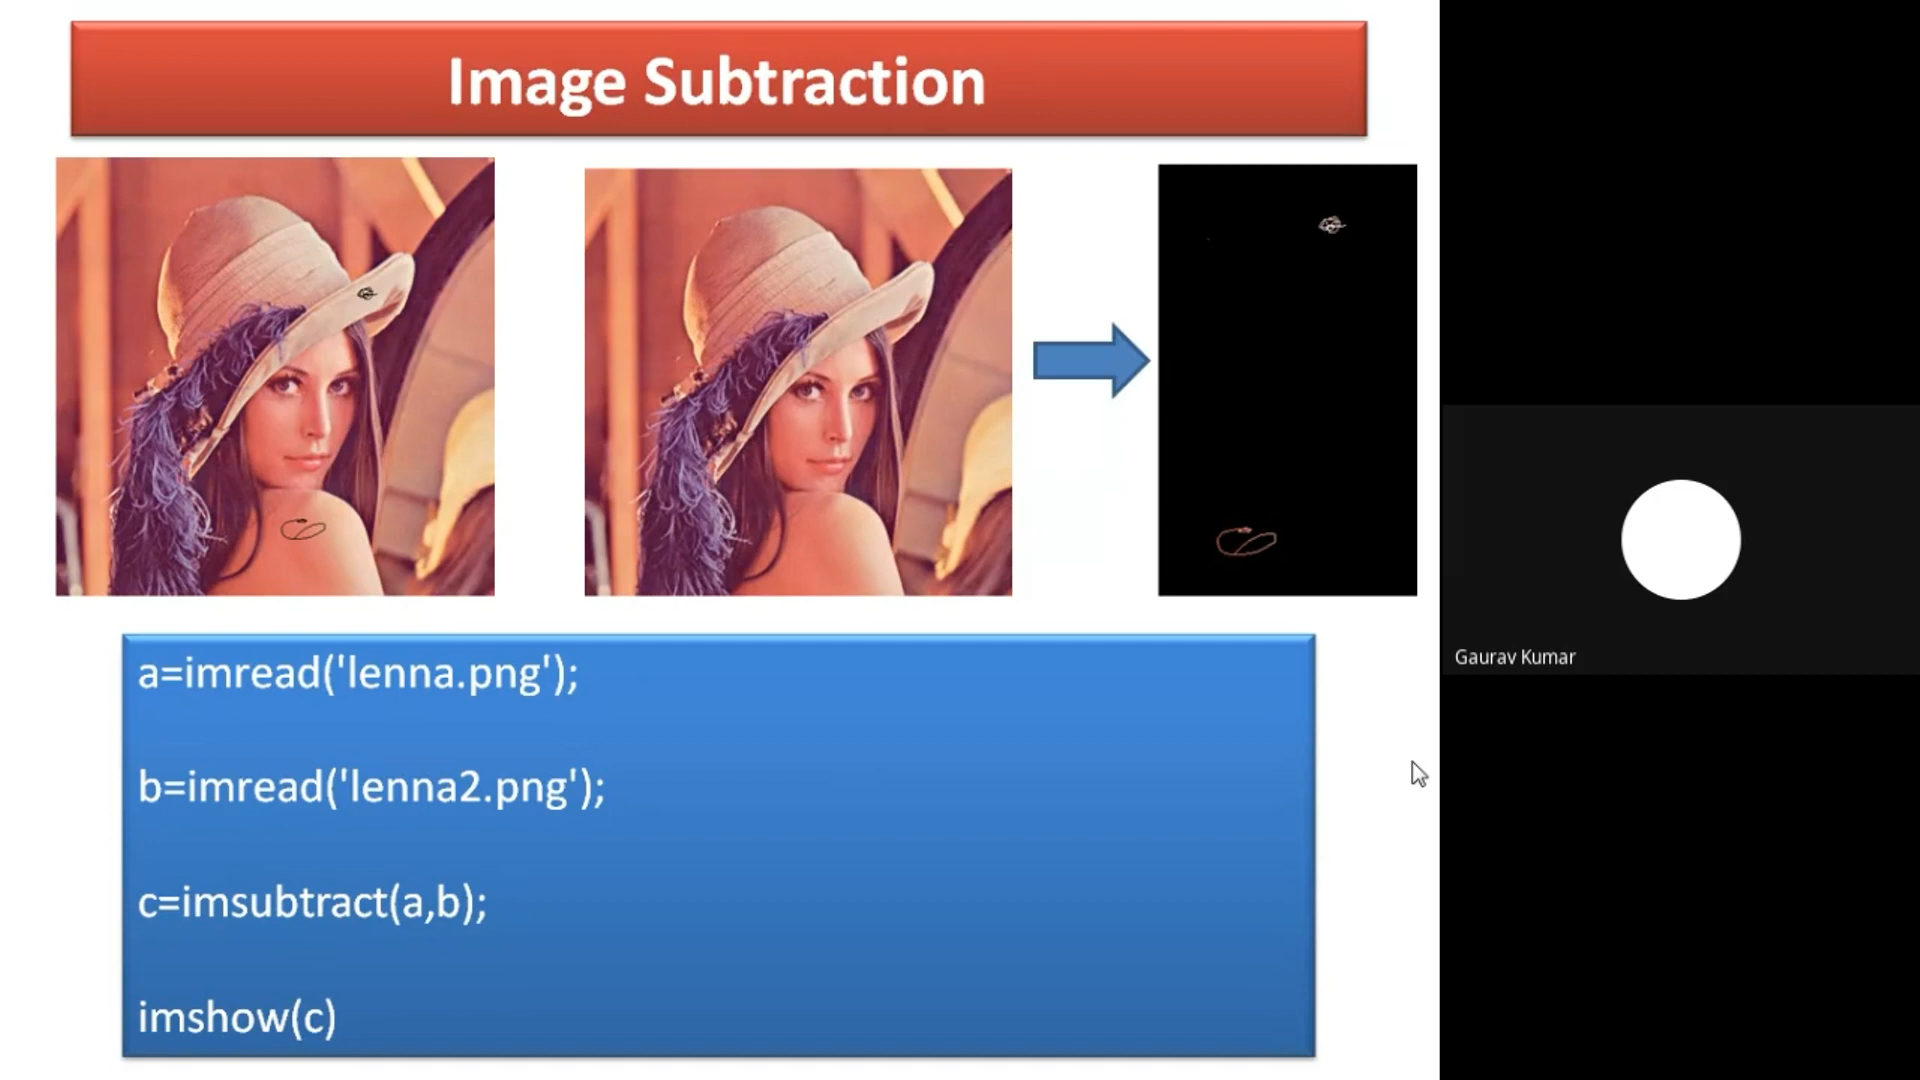 Image Subtraction
a=imread('lenna.png');
b=imread('lenna2.png');
c=imsubtract(a,b);
imshow(c)
Gaurav Kumar